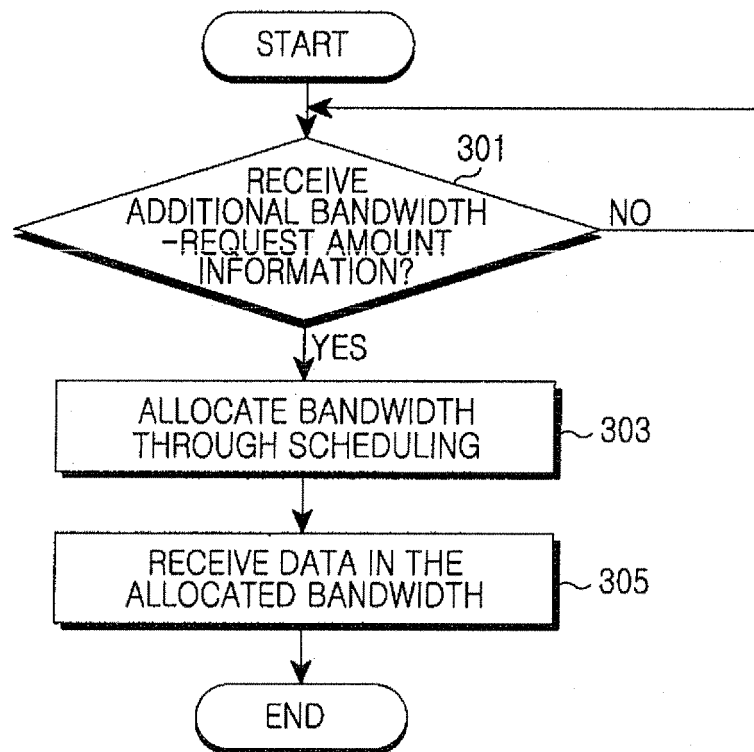 START
301
RECEIVE
ADDITIONAL BANDWIDTH
-REQUEST AMOUNT
INFORMATION?
NO
YES
ALLOCATE BANDWIDTH
THROUGH SCHEDULING
303
RECEIVE DATA IN THE
ALLOCATED BANDWIDTH
305
END